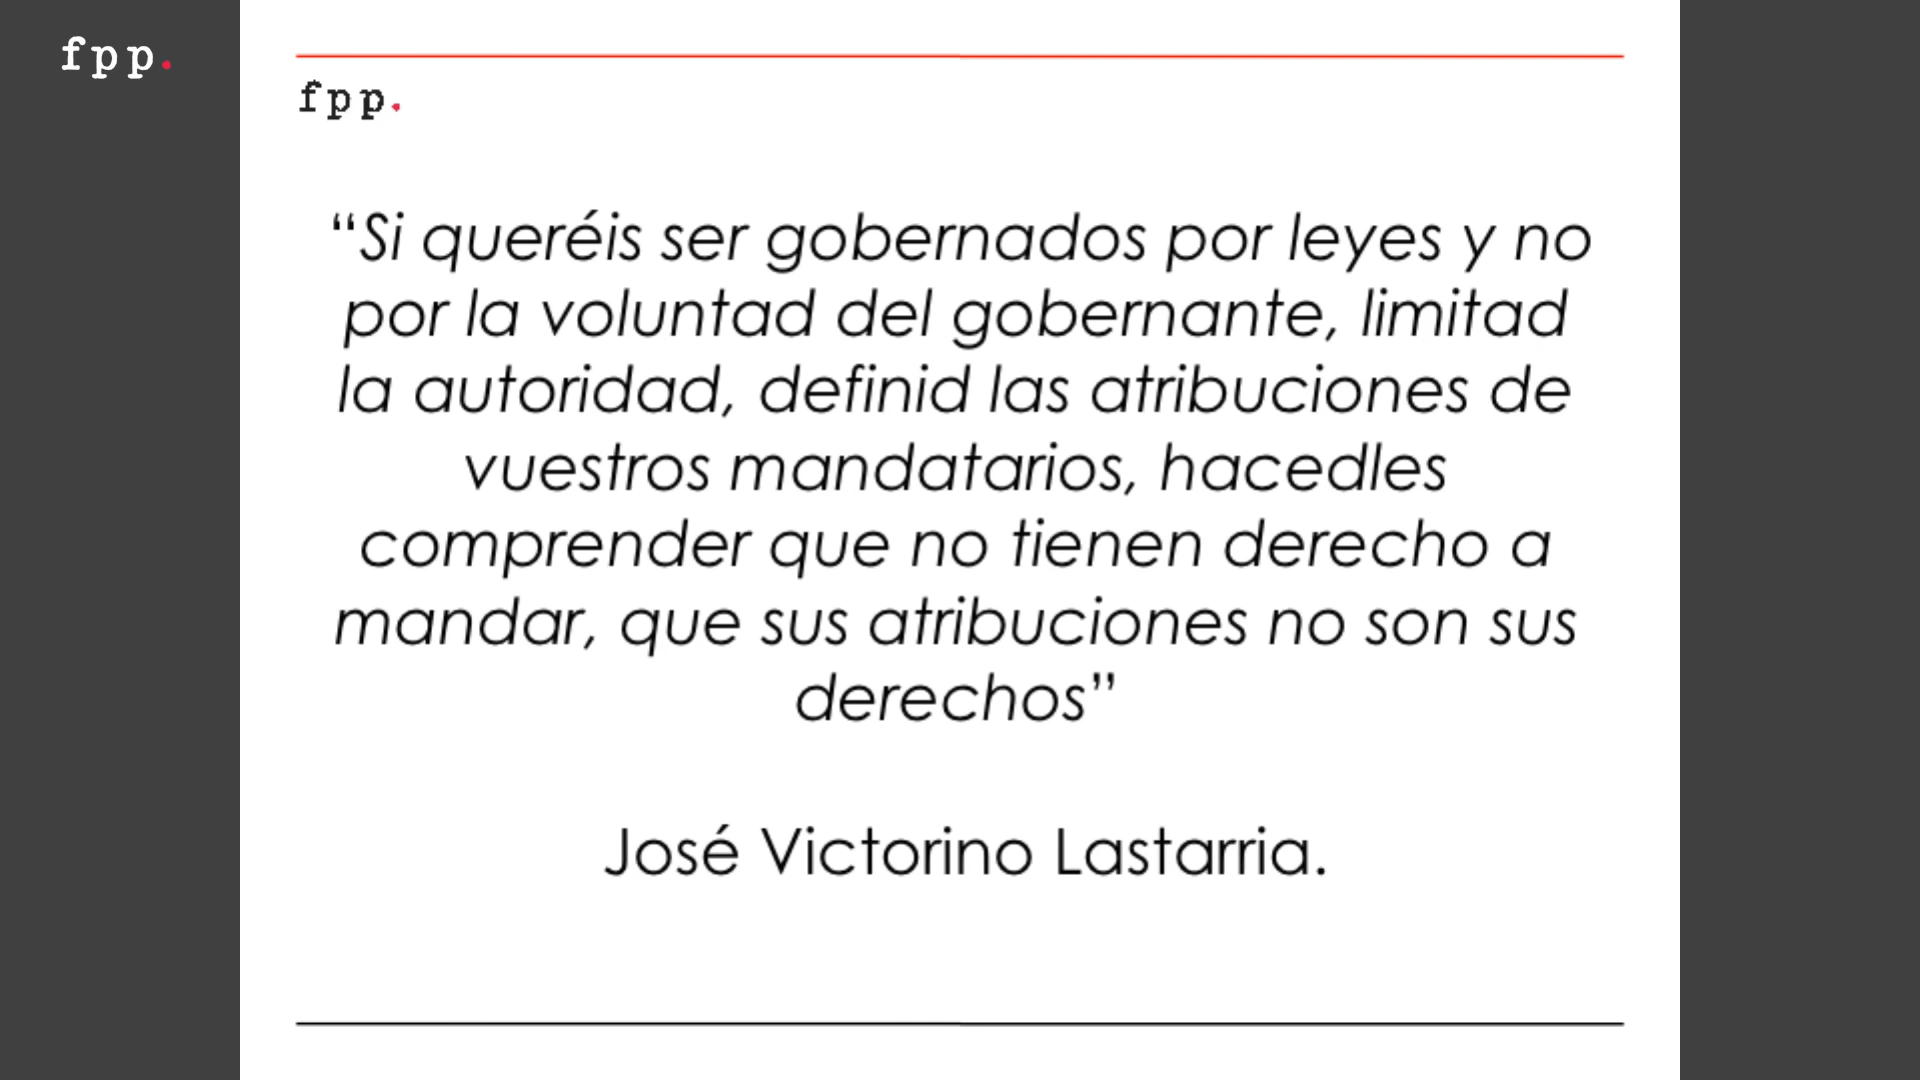 fpp.
fpp.
“Si queréis ser gobernados por leyes y no
por la voluntad del gobernante, limitad
la autoridad, definid las atribuciones de
vuestros mandatarios, hacedles
comprender que no tienen derecho a
mandar, que sus atribuciones no son sus
derechos”
José Victorino Lastarria.